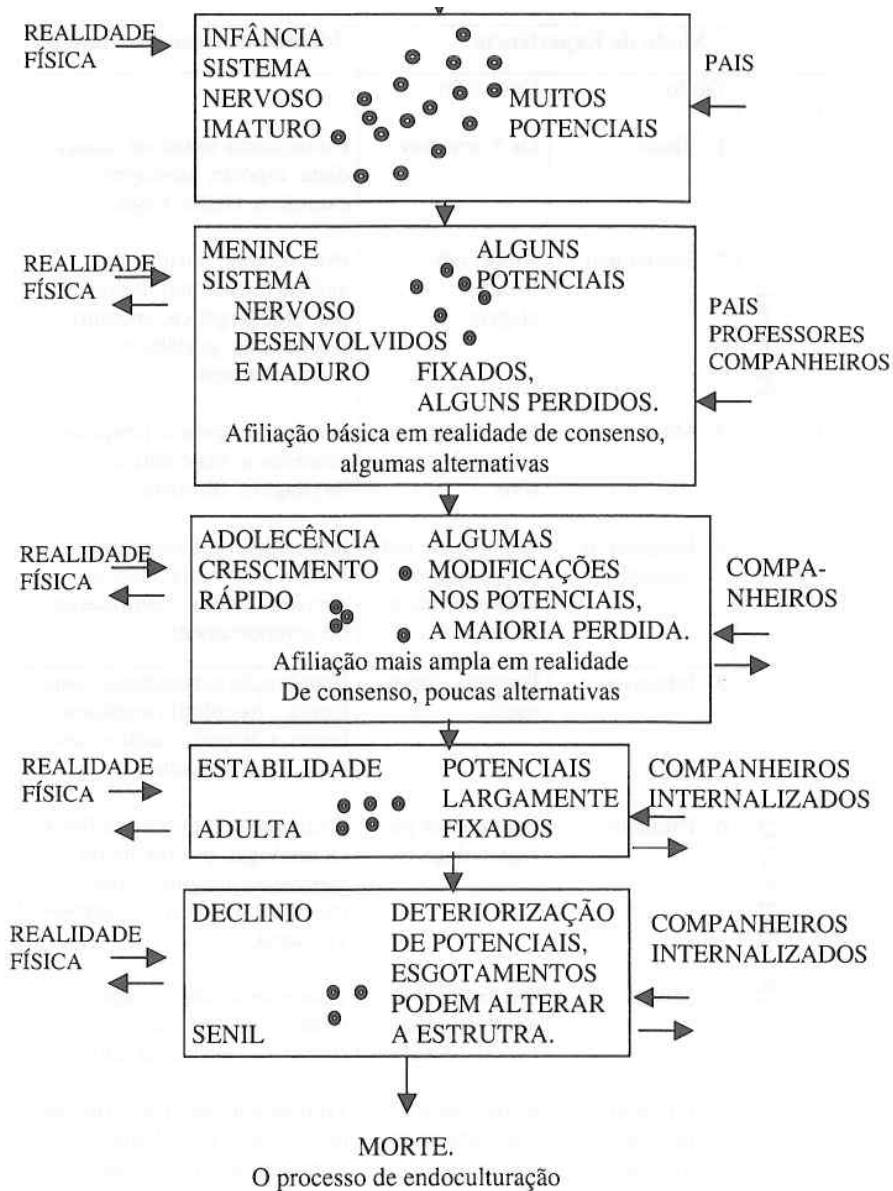 REALIDADE
FÍSICA
INFÂNCIA
SISTEMA
NERVOSO
IMATURO
MUITOS
POTENCIAIS
PAIS
REALIDADE
FÍSICA
MENINCE
SISTEMA
NERVOSO
DESENVOLVIDOS
E MADURO
ALGUNS
POTENCIAIS
FIXADOS,
ALGUNS PERDIDOS.
Afiliação básica em realidade de consenso,
algumas alternativas
PAIS
PROFESSORES
COMPANHEIROS
REALIDADE
FÍSICA
ADOLECÊNCIA
CRESCIMENTO
RÁPIDO
ALGUMAS
MODIFICAÇÕES
NOS POTENCIAIS,
A MAIORIA PERDIDA.
Afiliação mais ampla em realidade
De consenso, poucas alternativas
COMPA-
NHEIROS
REALIDADE
FÍSICA
ESTABILIDADE
ADULTA
POTENCIAIS
LARGAMENTE
FIXADOS
COMPANHEIROS
INTERNALIZADOS
REALIDADE
FÍSICA
DECLINIO
SENIL
DETERIORIZAÇÃO
DE POTENCIAIS,
ESGOTAMENTOS
PODEM ALTERAR
A ESTRUTRA.
COMPANHEIROS
INTERNALIZADOS
MORTE.
O processo de endoculturação